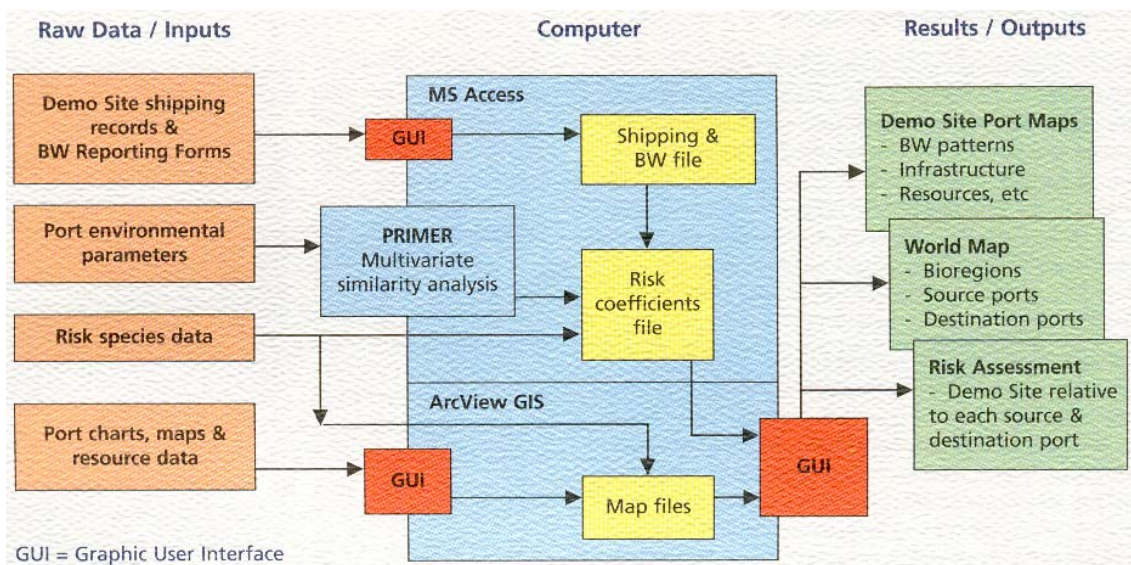 Raw Data / Inputs
Computer
Results / Outputs
Demo Site shipping
records &
BW Reporting Forms
Port environmental
parameters
Risk species data
Port charts, maps &
resource data
GUI = Graphic User Interface
MS Access
GUI
Shipping &
BW file
PRIMER
Multivariate
similarity analysis
Risk
coefficients
file
ArcView GIS
GUI
Map files
GUI
Demo Site Port Maps
- BW patterns
- Infrastructure
- Resources, etc
World Map
- Bioregions
- Source ports
- Destination ports
Risk Assessment
- Demo Site relative
to each source &
destination port